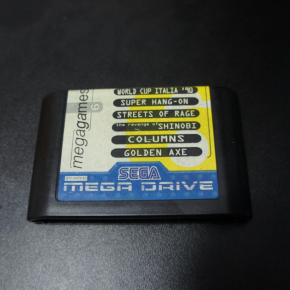 megagames
6
WORLD CUP ITALIA '90
SUPER HANG-ON
STREETS OF RAGE
the revenge of SHINOBI
COLUMNS
GOLDEN AXE
SEGA
MEGA DRIVE